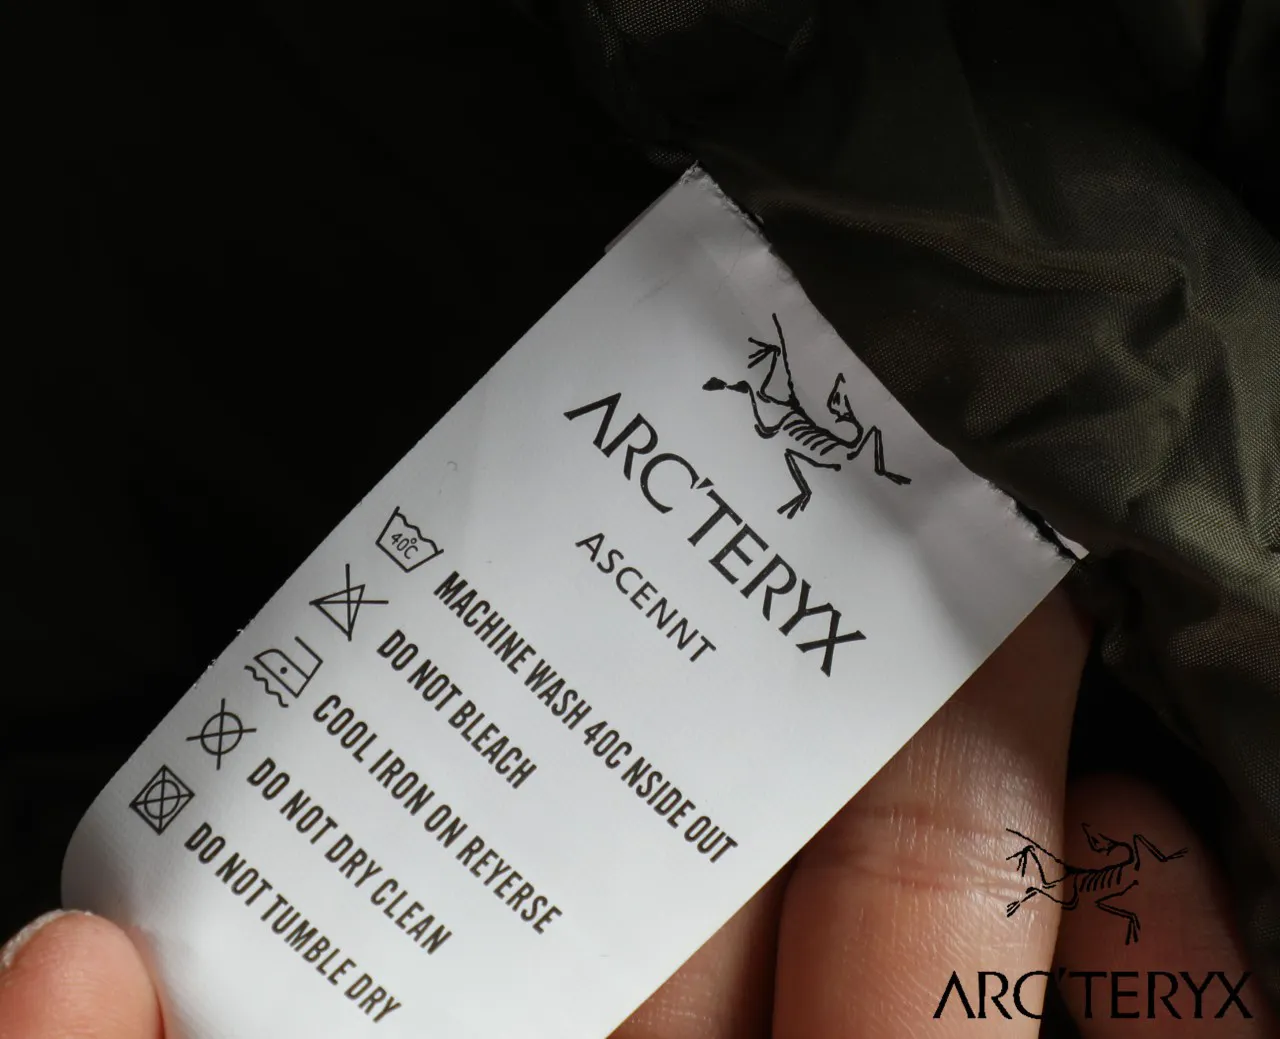 ARC'TERYX
ASCENNT
40°C
MACHINE WASH 40C NSIDE OUT
DO NOT BLEACH
COOL IRON ON REYERSE
DO NOT DRY CLEAN
DO NOT TUMBLE DRY
ARC'TERYX